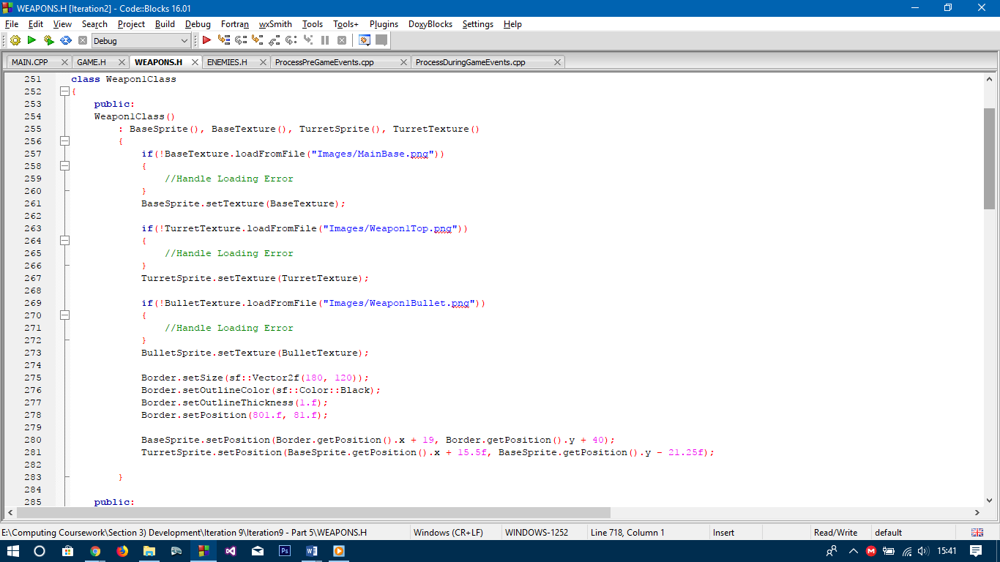 WEAPONS.H [Iteration2] - Code::Blocks 16.01
File Edit View Search Project Build Debug Fortran wxSmith Tools Tools+ Plugins DoxyBlocks Settings Help
Debug
MAIN.CPP GAME.H WEAPONS.H ENEMIES.H ProcessPreGameEvents.cpp ProcessDuringGameEvents.cpp
251 class Weapon1Class
252 {
253 public:
254 Weapon1Class()
255 : BaseSprite(), BaseTexture(), TurretSprite(), TurretTexture()
256 {
257 if(!BaseTexture.loadFromFile("Images/MainBase.png"))
258 {
259 //Handle Loading Error
260 }
261 BaseSprite.setTexture(BaseTexture);
262
263 if(!TurretTexture.loadFromFile("Images/Weapon1Top.png"))
264 {
265 //Handle Loading Error
266 }
267 TurretSprite.setTexture(TurretTexture);
268
269 if(!BulletTexture.loadFromFile("Images/Weapon1Bullet.png"))
270 {
271 //Handle Loading Error
272 }
273 BulletSprite.setTexture(BulletTexture);
274
275 Border.setSize(sf::Vector2f(180, 120));
276 Border.setOutlineColor(sf::Color::Black);
277 Border.setOutlineThickness(1.f);
278 Border.setPosition(801.f, 81.f);
279
280 BaseSprite.setPosition(Border.getPosition().x + 19, Border.getPosition().y + 40);
281 TurretSprite.setPosition(BaseSprite.getPosition().x + 15.5f, BaseSprite.getPosition().y - 21.25f);
282
283 }
284
285 public:
E:\Computing Coursework\Section 3) Development\Iteration 9\Iteration9 - Part 5\WEAPONS.H Windows (CR+LF) WINDOWS-1252 Line 718, Column 1 Insert Read/Write default
15:41